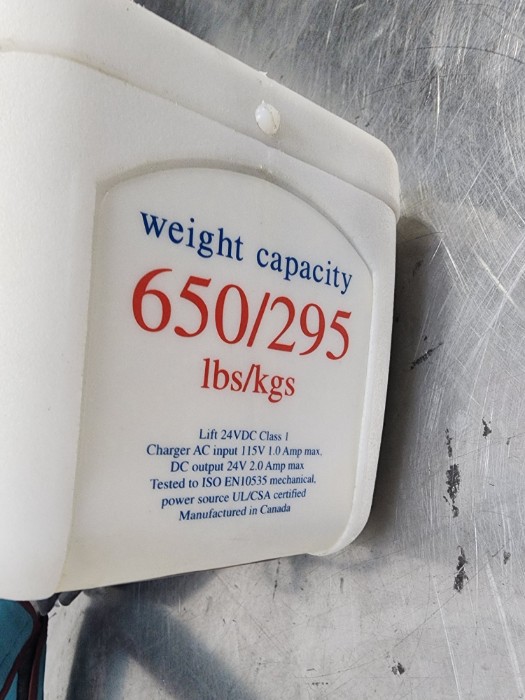 weight capacity
650/295
lbs/kgs
Lift 24VDC Class 1
Charger AC input 115V 1.0 Amp max.
DC output 24V 2.0 Amp max
Tested to ISO EN10535 mechanical,
power source UL/CSA certified
Manufactured in Canada